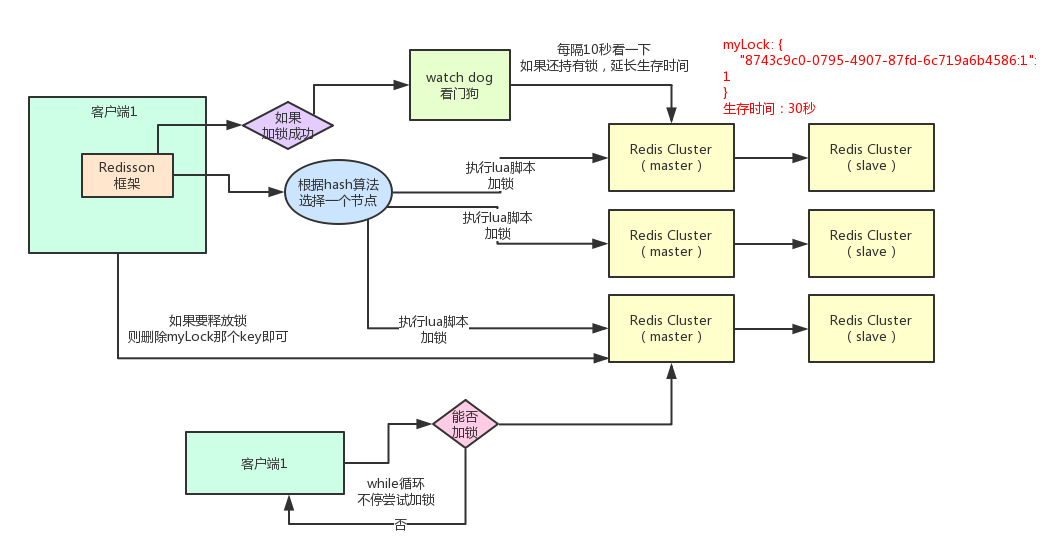 每隔10秒看一下
如果还持有锁，延长生存时间
myLock: {
"8743c9c0-0795-4907-87fd-6c719a6b4586:1":
1
}
生存时间：30秒
watch dog
看门狗
客户端1
如果
加锁成功
Redisson
框架
根据hash算法
选择一个节点
执行lua脚本
加锁
Redis Cluster
（master）
Redis Cluster
（slave）
执行lua脚本
加锁
Redis Cluster
（master）
Redis Cluster
（slave）
如果要释放锁
则删除myLock那个key即可
执行lua脚本
加锁
Redis Cluster
（master）
Redis Cluster
（slave）
能否
加锁
客户端1
while循环
不停尝试加锁
否